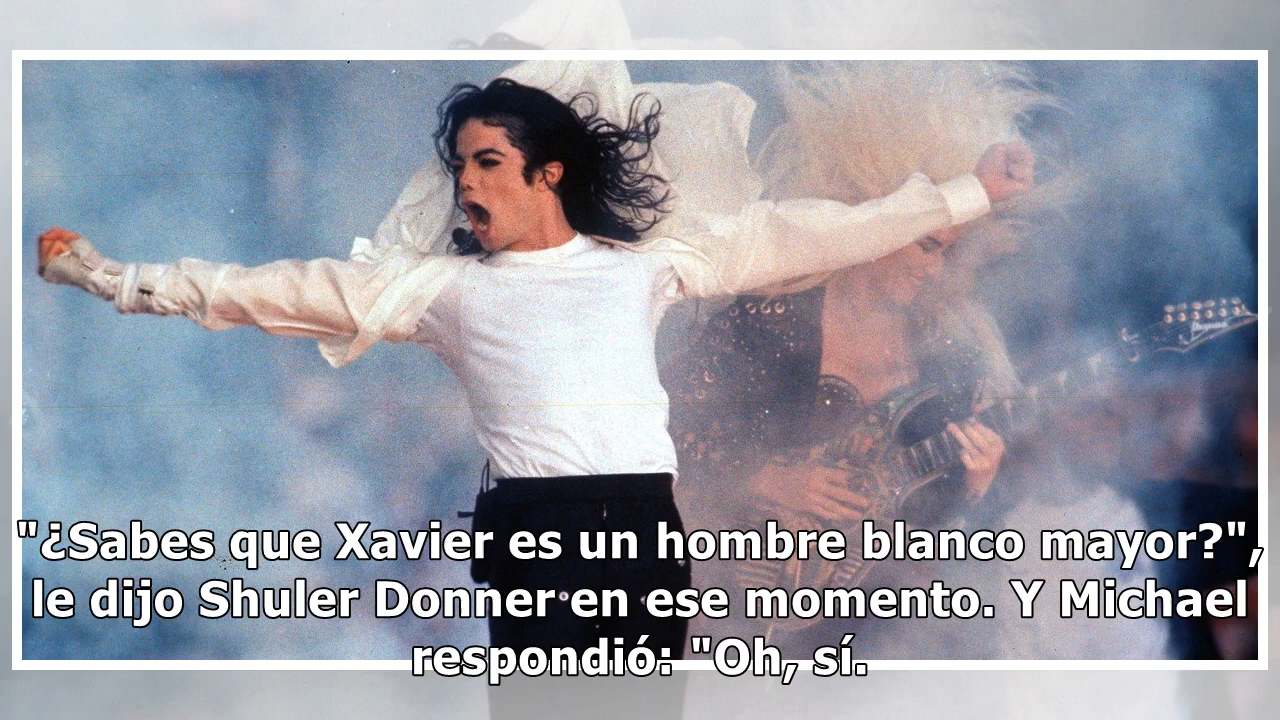 "¿Sabes que Xavier es un hombre blanco mayor?",
le dijo Shuler Donner en ese momento. Y Michael
respondió: "Oh, sí.